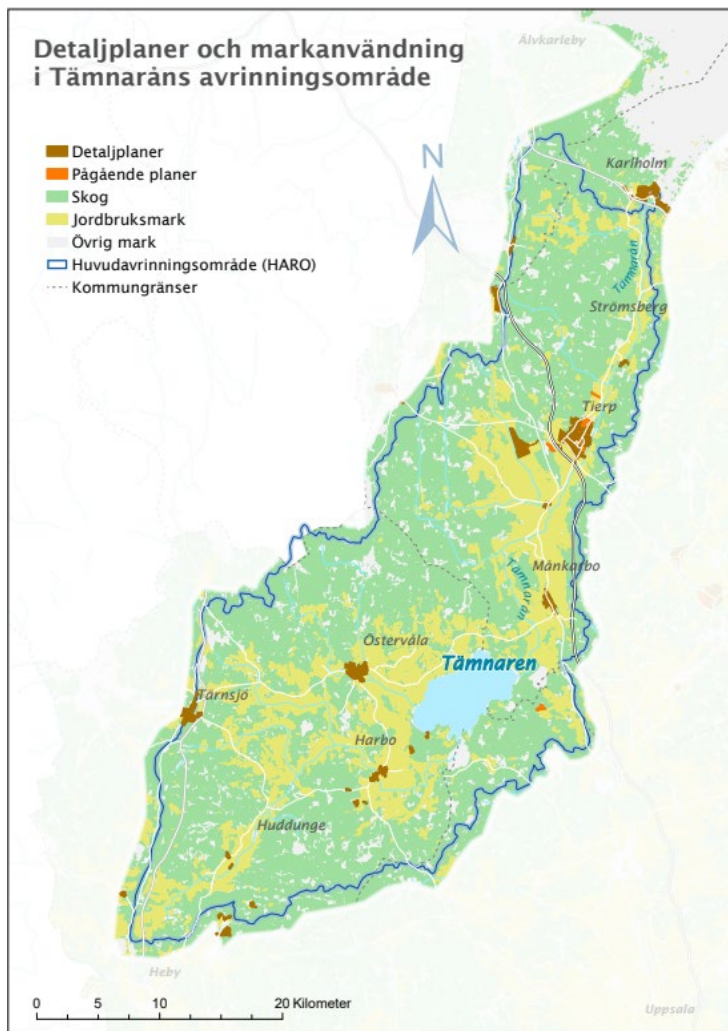 Detaljplaner och markanvändning
i Tämnaråns avrinningsområde
Älvkarleby
Detaljplaner
Pågående planer
Skog
Jordbruksmark
Övrig mark
Huvudavrinningsområde (HARO)
Kommungränser
N
Karlholm
Tämnarån
Strömsberg
Tierp
Månkarbo
Tämnarån
Östervåla
Tämnaren
Tärnsjö
Harbo
Huddunge
Heby
0 5 10 20 Kilometer
Uppsala